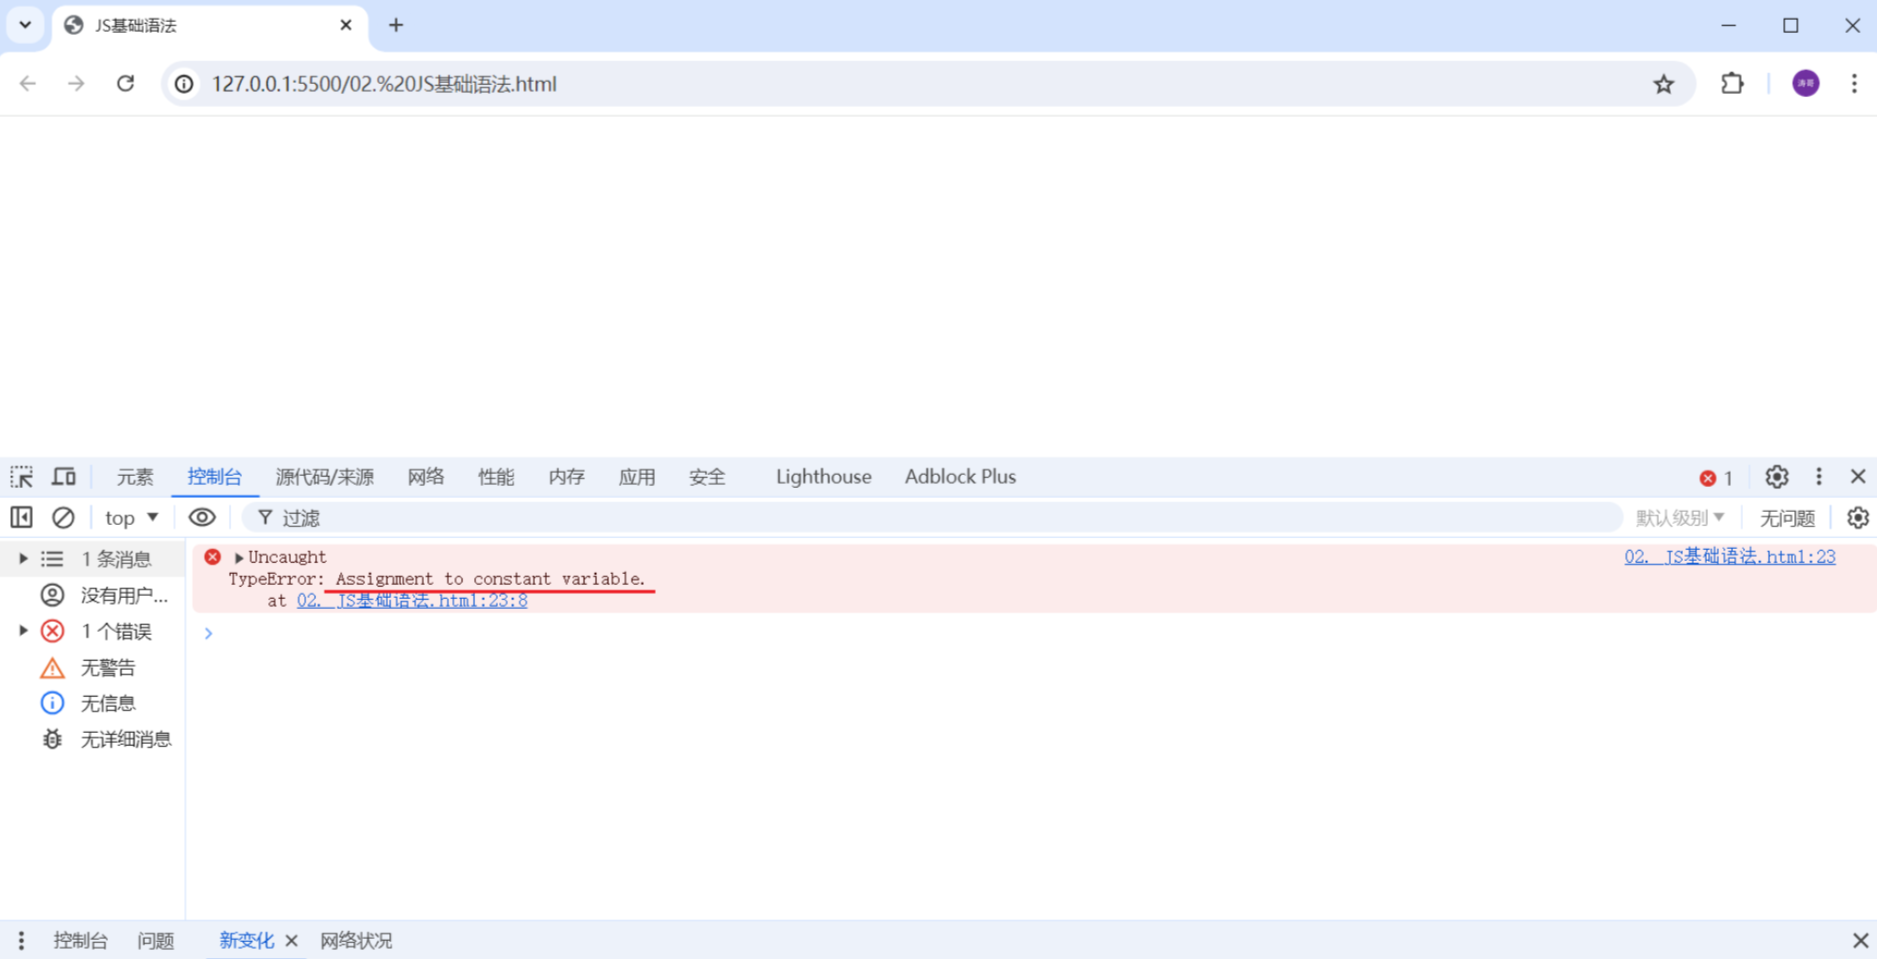 JS基础语法
127.0.0.1:5500/02.%20JS基础语法.html
涛哥
元素 控制台 源代码/来源 网络 性能 内存 应用 安全 Lighthouse Adblock Plus 1
top 过滤 默认级别 无问题
1 条消息
没有用户...
1 个错误
无警告
无信息
无详细消息
Uncaught 02. JS基础语法.html:23
TypeError: Assignment to constant variable.
at 02. JS基础语法.html:23:8
控制台 问题 新变化 网络状况